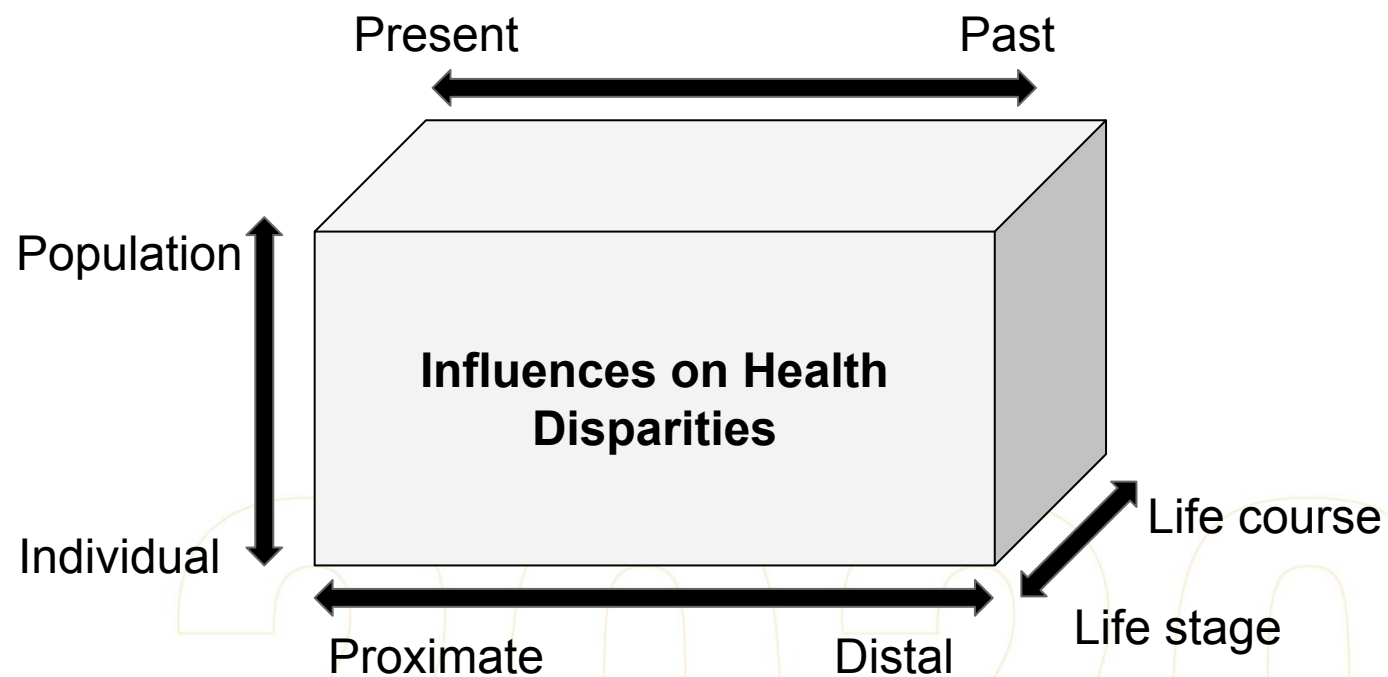 Present Past
Population
Influences on Health
Disparities
Individual
Life course
Life stage
Proximate Distal